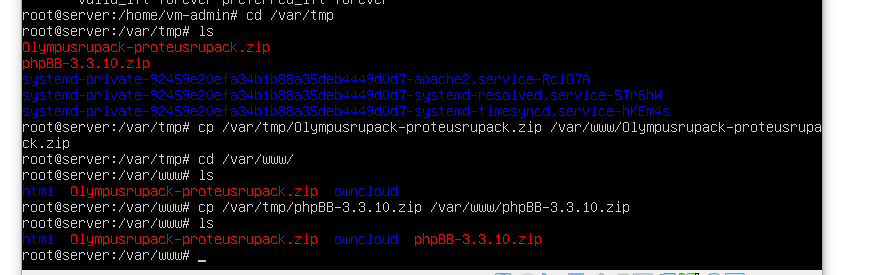 root@server:/home/vm-admin# cd /var/tmp
root@server:/var/tmp# ls
Olympusrupack-proteusrupack.zip
phpBB-3.3.10.zip
systemd-private-92459e20efa34b1b88a35deb4449d0d7-apache2.service-RclO7A
systemd-private-92459e20efa34b1b88a35deb4449d0d7-systemd-resolved.service-5Tr6hW
systemd-private-92459e20efa34b1b88a35deb4449d0d7-systemd-timesyncd.service-hKEm4s
root@server:/var/tmp# cp /var/tmp/Olympusrupack-proteusrupack.zip /var/www/Olympusrupack-proteusrupa
ck.zip
root@server:/var/tmp# cd /var/www/
root@server:/var/www# ls
html Olympusrupack-proteusrupack.zip owncloud
root@server:/var/www# cp /var/tmp/phpBB-3.3.10.zip /var/www/phpBB-3.3.10.zip
root@server:/var/www# ls
html Olympusrupack-proteusrupack.zip owncloud phpBB-3.3.10.zip
root@server:/var/www# _